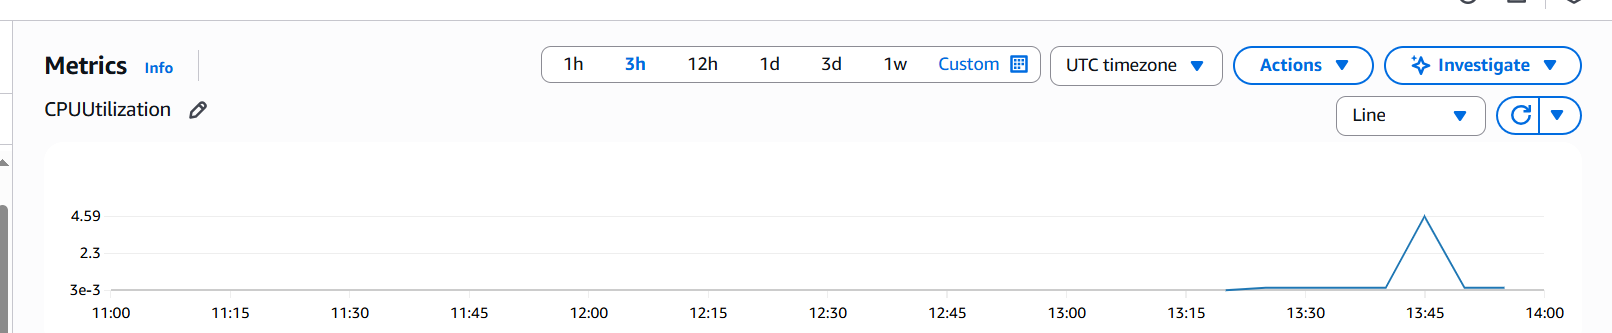 Metrics Info 1h 3h 12h 1d 3d 1w Custom UTC timezone Actions Investigate
CPUUtilization Line
4.59
2.3
3e-3
11:00 11:15 11:30 11:45 12:00 12:15 12:30 12:45 13:00 13:15 13:30 13:45 14:00